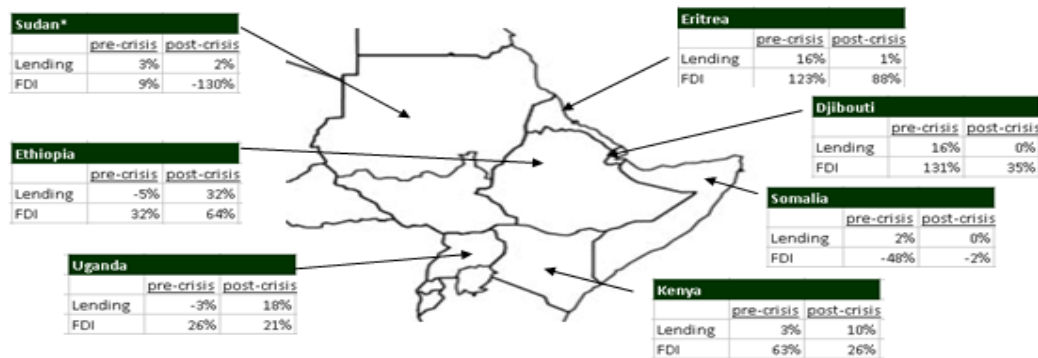 Sudan*
pre-crisis post-crisis
Lending 3% 2%
FDI 9% -130%
Eritrea
pre-crisis post-crisis
Lending 16% 1%
FDI 123% 88%
Djibouti
pre-crisis post-crisis
Lending 16% 0%
FDI 131% 35%
Ethiopia
pre-crisis post-crisis
Lending -5% 32%
FDI 32% 64%
Somalia
pre-crisis post-crisis
Lending 2% 0%
FDI -48% -2%
Uganda
pre-crisis post-crisis
Lending -3% 18%
FDI 26% 21%
Kenya
pre-crisis post-crisis
Lending 3% 10%
FDI 63% 26%